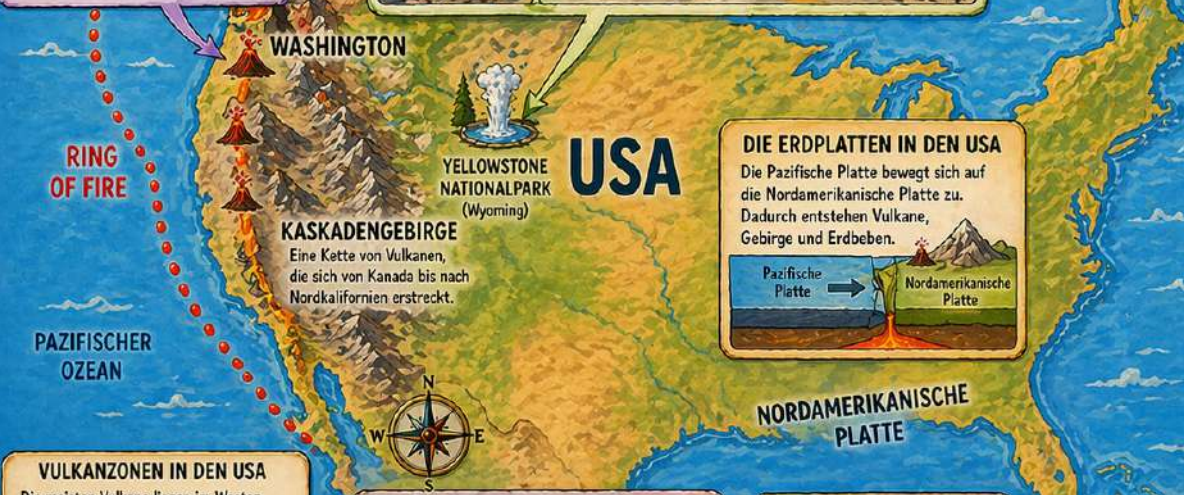 WASHINGTON
RING
OF FIRE
YELLOWSTONE
NATIONALPARK
(Wyoming)
USA
KASKADENGEBIRGE
Eine Kette von Vulkanen,
die sich von Kanada bis nach
Nordkalifornien erstreckt.
DIE ERDPLATTEN IN DEN USA
Die Pazifische Platte bewegt sich auf
die Nordamerikanische Platte zu.
Dadurch entstehen Vulkane,
Gebirge und Erdbeben.
Pazifische
Platte
Nordamerikanische
Platte
PAZIFISCHER
OZEAN
N
W
E
S
NORDAMERIKANISCHE
PLATTE
VULKANZONEN IN DEN USA